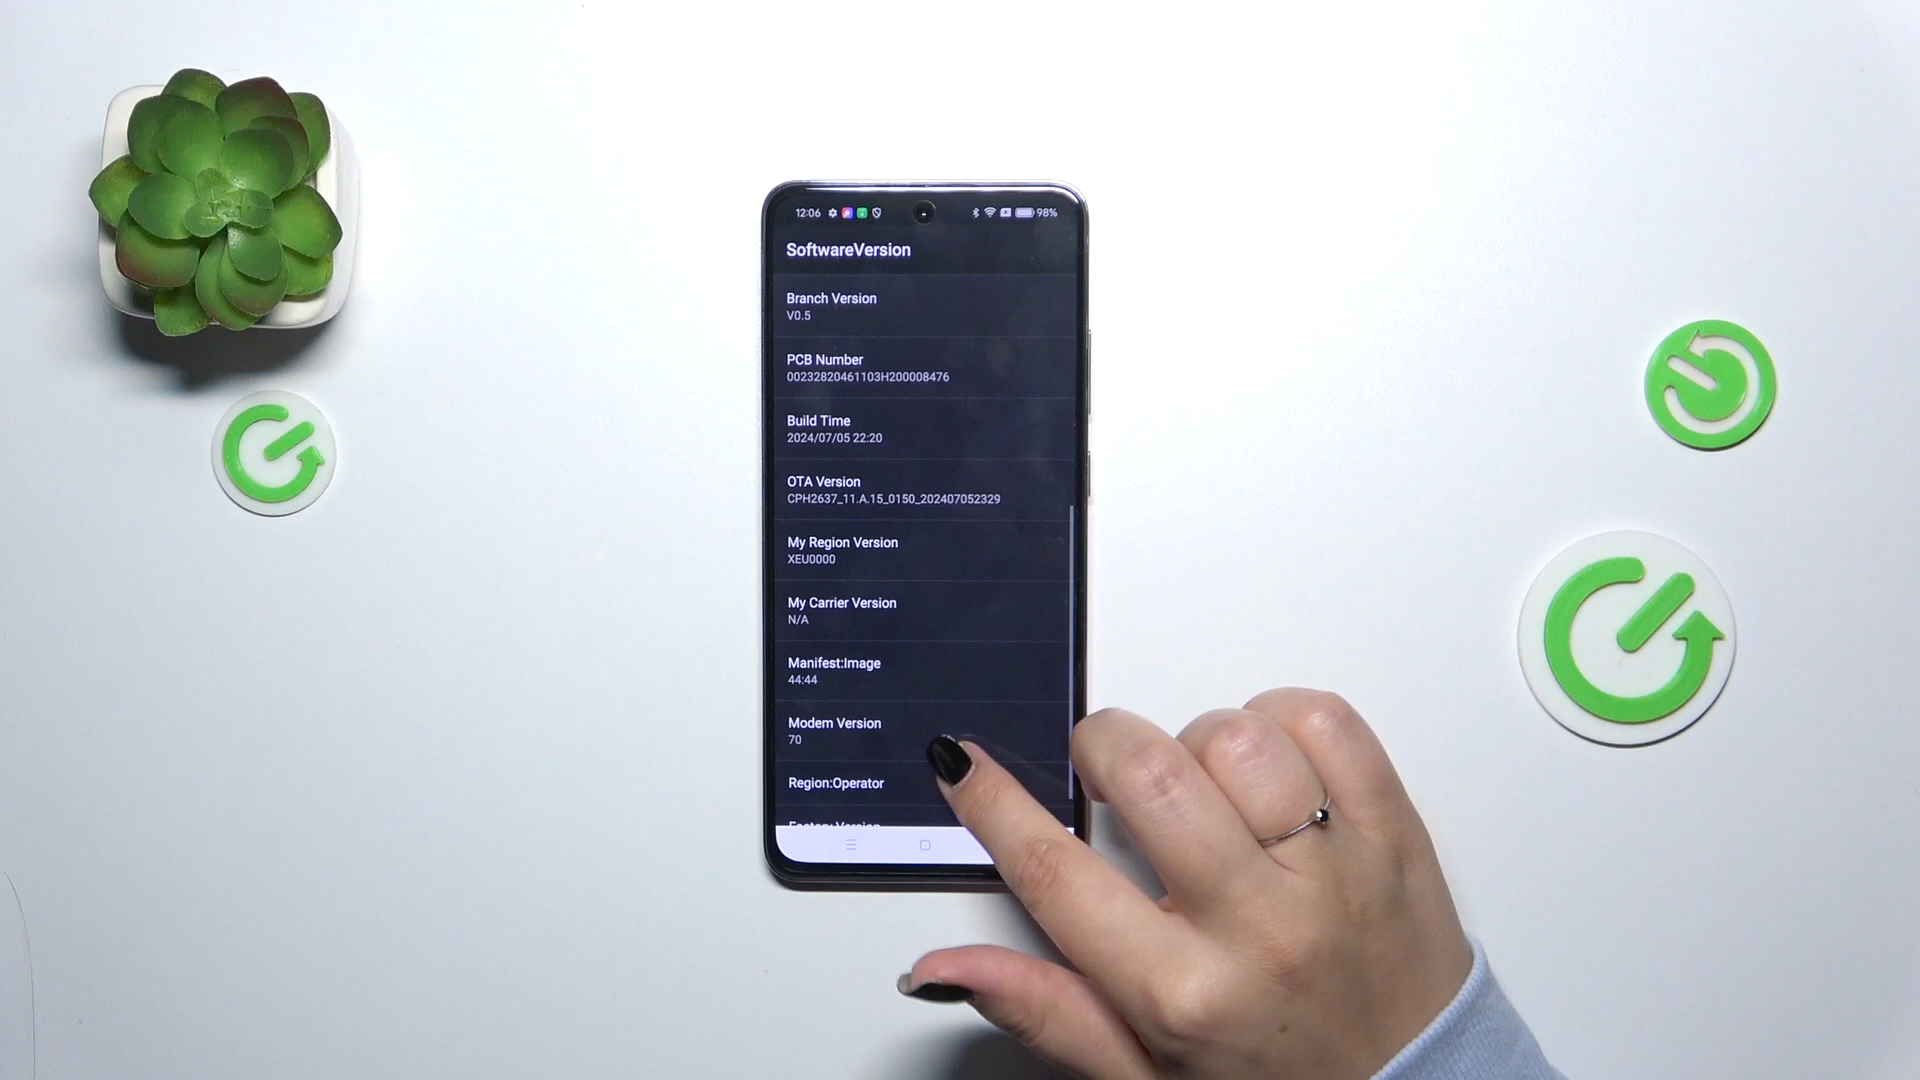 12:06 98%
SoftwareVersion
Branch Version
V0.5
PCB Number
00232820461103H200008476
Build Time
2024/07/05 22:20
OTA Version
CPH2637_11.A.15_0150_202407052329
My Region Version
XEU0000
My Carrier Version
N/A
Manifest:Image
44:44
Modem Version
70
Region:Operator
Factory Version